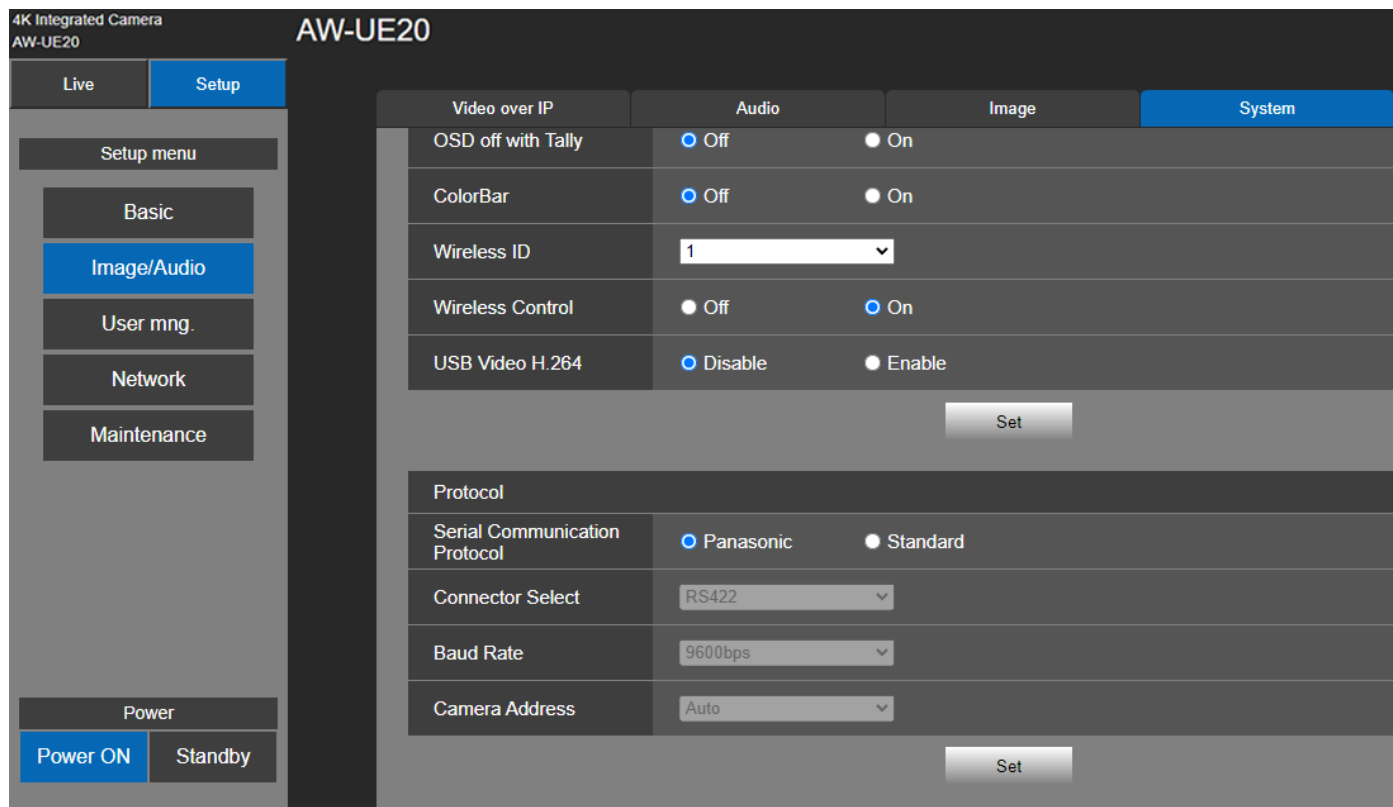 4K Integrated Camera
AW-UE20
AW-UE20
Live Setup
Setup menu
Basic
Image/Audio
User mng.
Network
Maintenance
Power
Power ON Standby
Video over IP Audio Image System
OSD off with Tally Off On
ColorBar Off On
Wireless ID 1
Wireless Control Off On
USB Video H.264 Disable Enable
Set
Protocol
Serial Communication
Protocol Panasonic Standard
Connector Select RS422
Baud Rate 9600bps
Camera Address Auto
Set